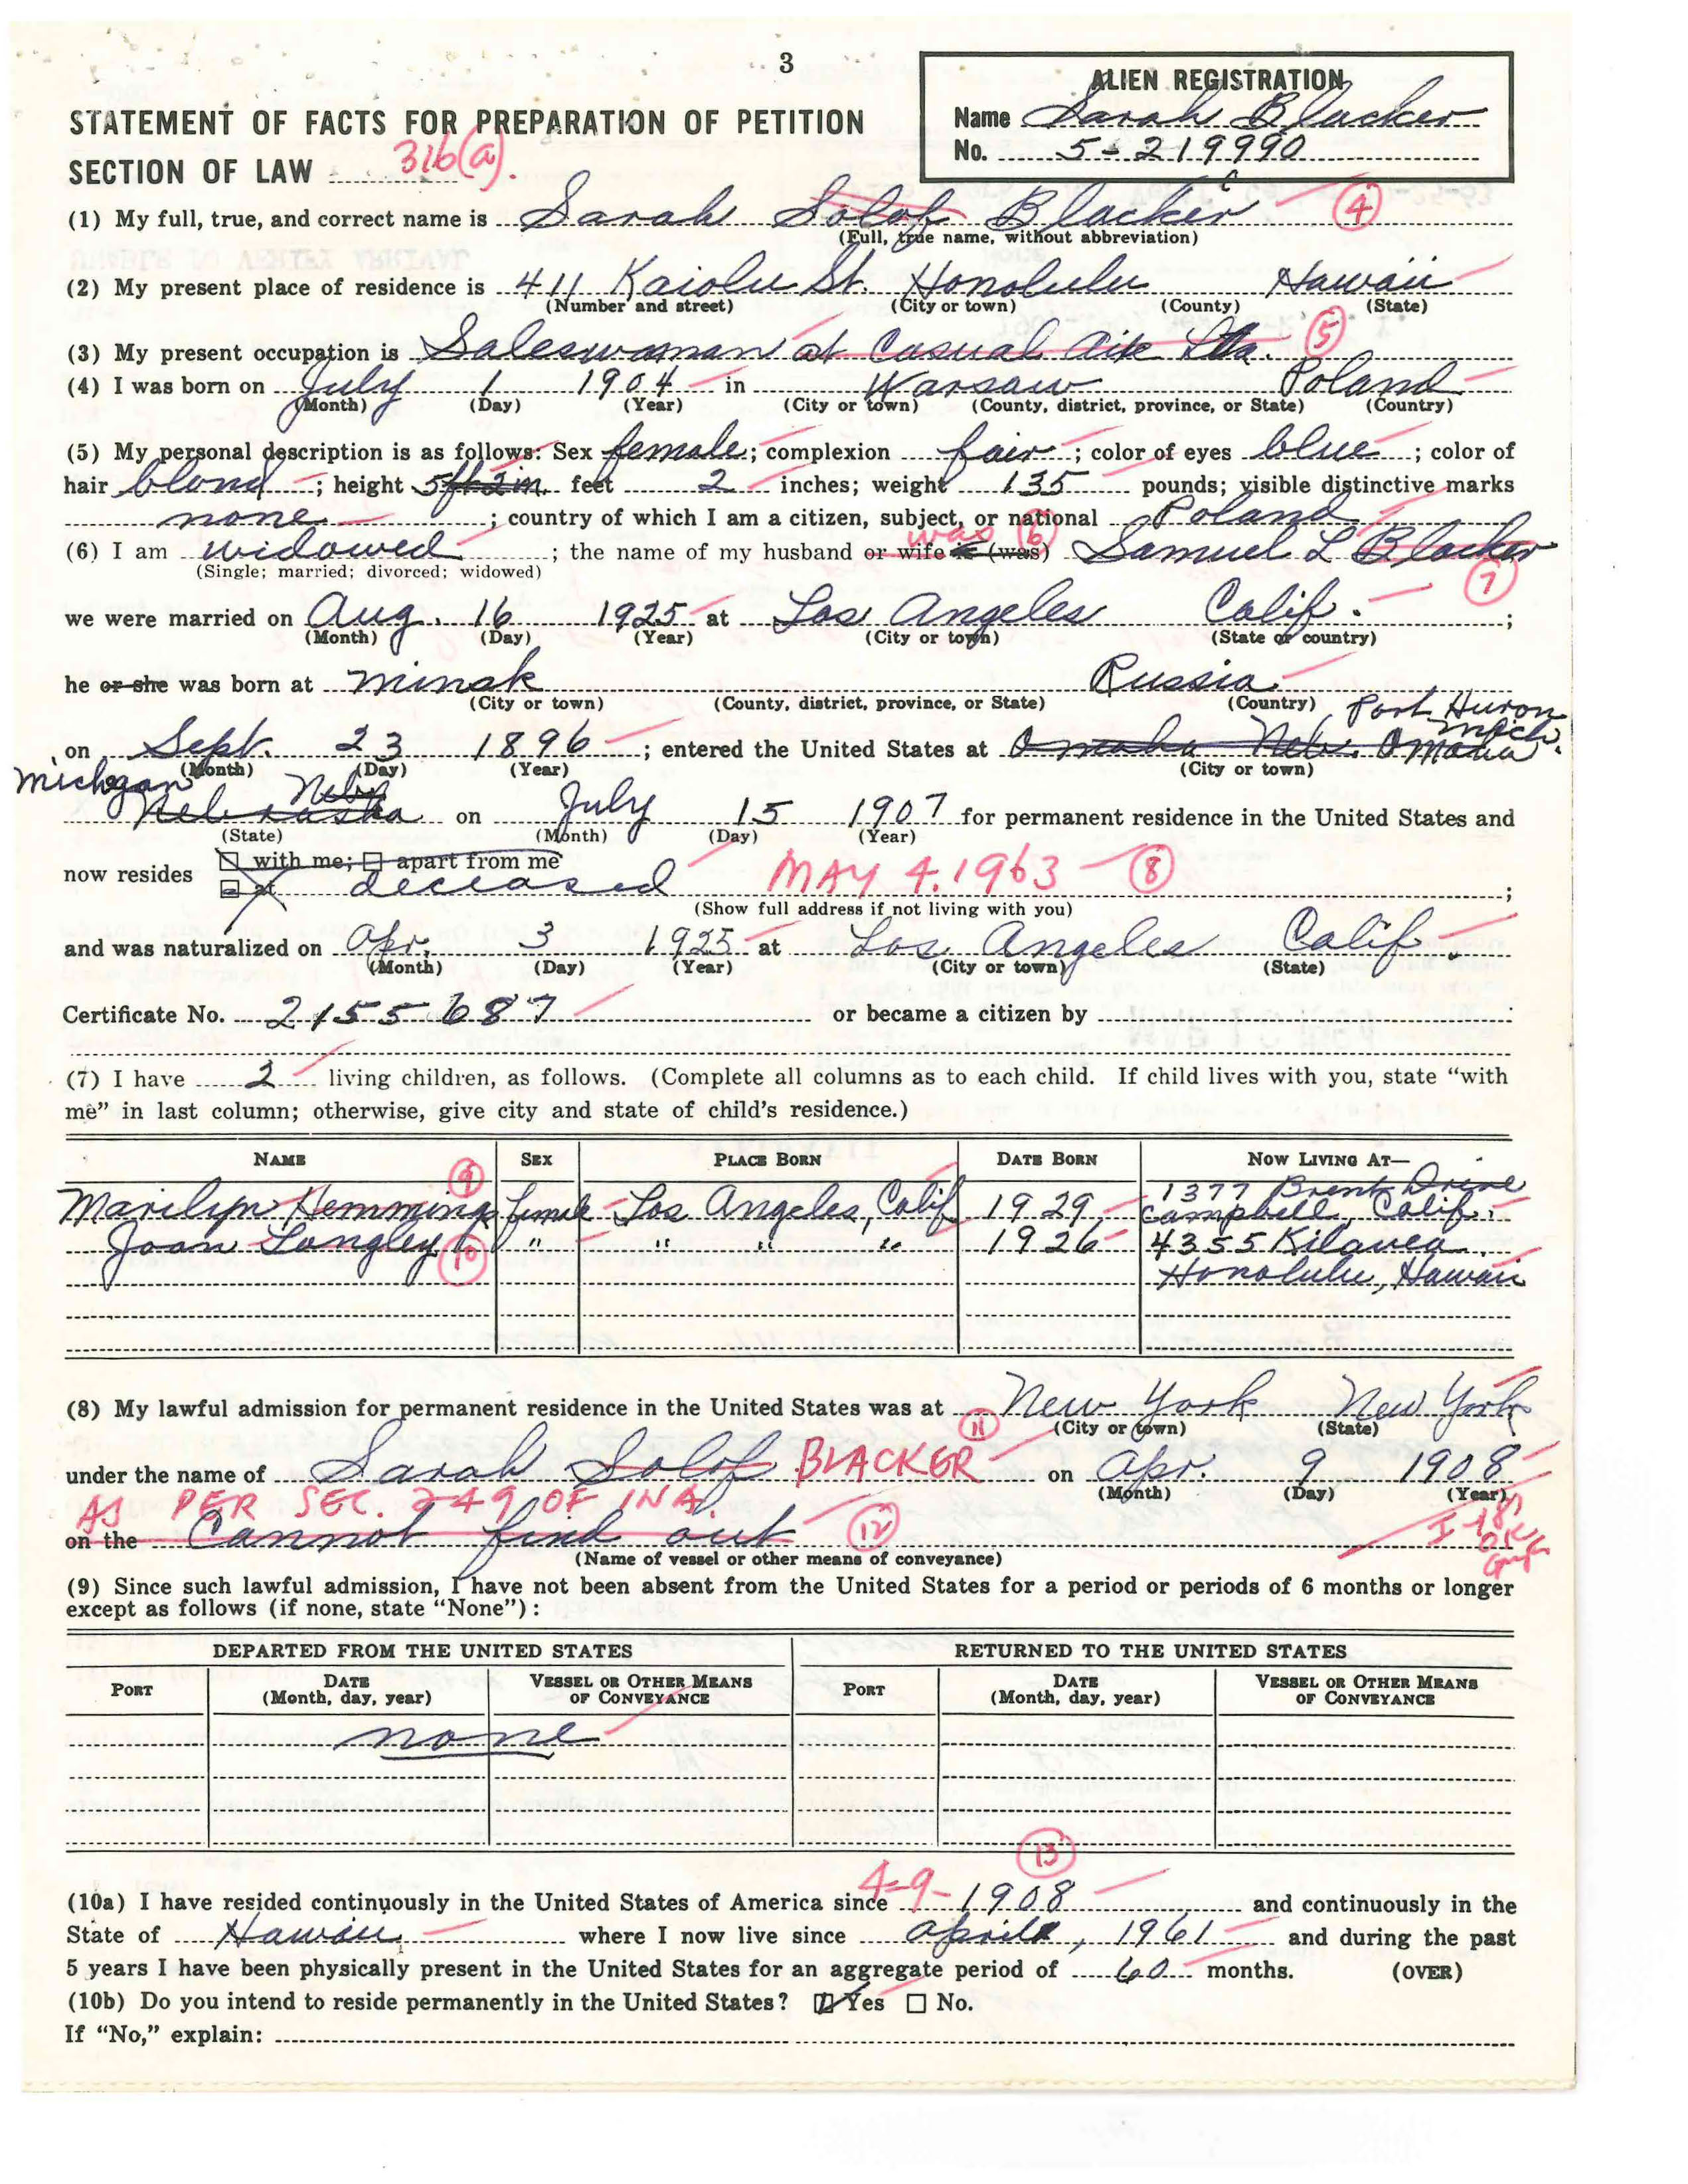 3
ALIEN REGISTRATION
Name Sarah Blacker
No. 5-219990
STATEMENT OF FACTS FOR PREPARATION OF PETITION
SECTION OF LAW 316(a).
(1) My full, true, and correct name is Sarah Solof Blacker 4
(Full, true name, without abbreviation)
(2) My present place of residence is 411 Kaiolu St. Honolulu Hawaii
(Number and street) (City or town) (County) (State)
(3) My present occupation is Saleswoman at Casual Aire Ltd. 5
(4) I was born on July 1 1904 in Warsaw Poland
(Month) (Day) (Year) (City or town) (County, district, province, or State) (Country)
(5) My personal description is as follows: Sex female; complexion fair; color of eyes blue; color of
hair blond; height 5 ft 2 in. feet 2 inches; weight 135 pounds; visible distinctive marks
none; country of which I am a citizen, subject, or national Poland
was 6
(6) I am widowed; the name of my husband or wife is (was) Samuel L Blacker
(Single; married; divorced; widowed) 7
we were married on Aug. 16 1925 at Los Angeles Calif.;
(Month) (Day) (Year) (City or town) (State or country)
he or she was born at Minsk Russia
(City or town) (County, district, province, or State) (Country) Port Huron
Mich.
on Sept. 23 1896; entered the United States at Omaha Neb. Omaha
(Month) (Day) (Year) (City or town)
Michigan Neb
Nebraska on July 15 1907 for permanent residence in the United States and
(State) (Month) (Day) (Year)
now resides with me; apart from me
at deceased MAY 4. 1963 8;
(Show full address if not living with you)
and was naturalized on Apr. 3 1925 at Los Angeles Calif.
(Month) (Day) (Year) (City or town) (State)
Certificate No. 2155687 or became a citizen by
(7) I have 2 living children, as follows. (Complete all columns as to each child. If child lives with you, state "with
me" in last column; otherwise, give city and state of child's residence.)
NAME SEX PLACE BORN DATE BORN NOW LIVING AT—
9 1377 Brent Drive
Marilyn Hemmings female Los Angeles, Calif 1929 Campbell, Calif.
Joan Langley 10 " " " " 1926 4355 Kilauea
Honolulu, Hawaii
(8) My lawful admission for permanent residence in the United States was at New York New York
11 (City or town) (State)
under the name of Sarah Solof BLACKER on Apr. 9 1908
(Month) (Day) (Year)
AS PER SEC. 249 OF INA I-181
on the Cannot find out 12 OK
(Name of vessel or other means of conveyance)
(9) Since such lawful admission, I have not been absent from the United States for a period or periods of 6 months or longer
except as follows (if none, state "None"):
DEPARTED FROM THE UNITED STATES RETURNED TO THE UNITED STATES
PORT DATE (Month, day, year) VESSEL OR OTHER MEANS OF CONVEYANCE PORT DATE (Month, day, year) VESSEL OR OTHER MEANS OF CONVEYANCE
none
13
(10a) I have resided continuously in the United States of America since 4-9-1908 and continuously in the
State of Hawaii where I now live since April, 1961 and during the past
5 years I have been physically present in the United States for an aggregate period of 60 months. (OVER)
(10b) Do you intend to reside permanently in the United States? Yes No.
If "No," explain: